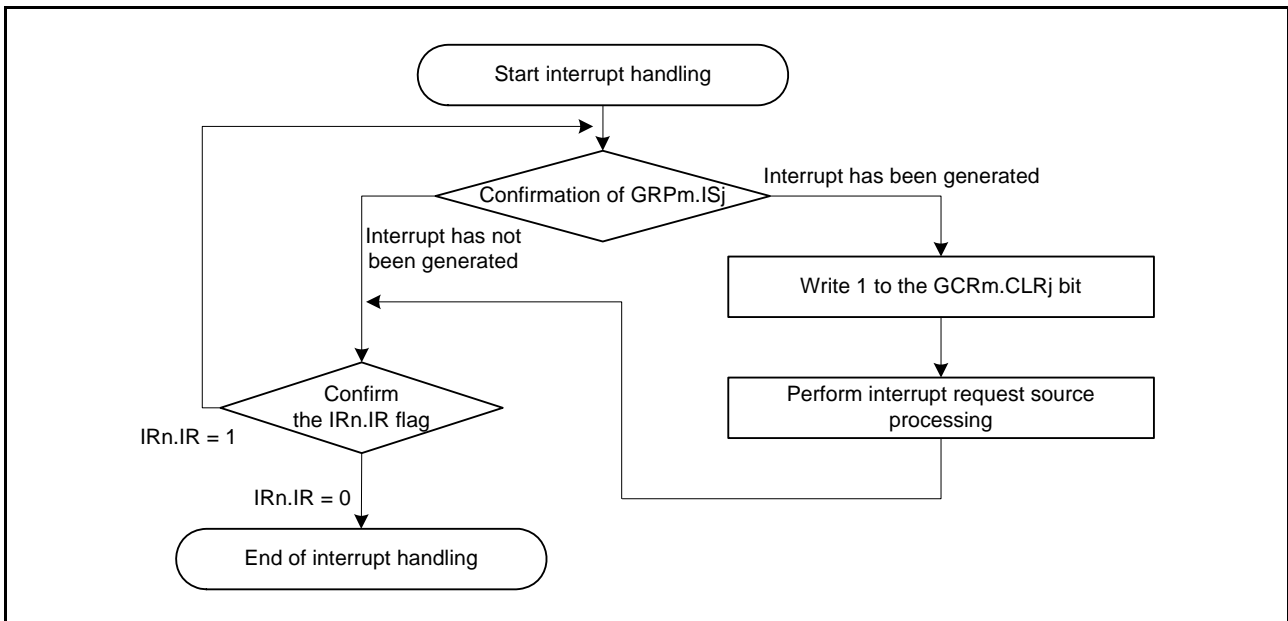 Start interrupt handling
Confirmation of GRPm.ISj
Interrupt has been generated
Interrupt has not
been generated
Write 1 to the GCRm.CLRj bit
Perform interrupt request source
processing
Confirm
the IRn.IR flag
IRn.IR = 1
IRn.IR = 0
End of interrupt handling